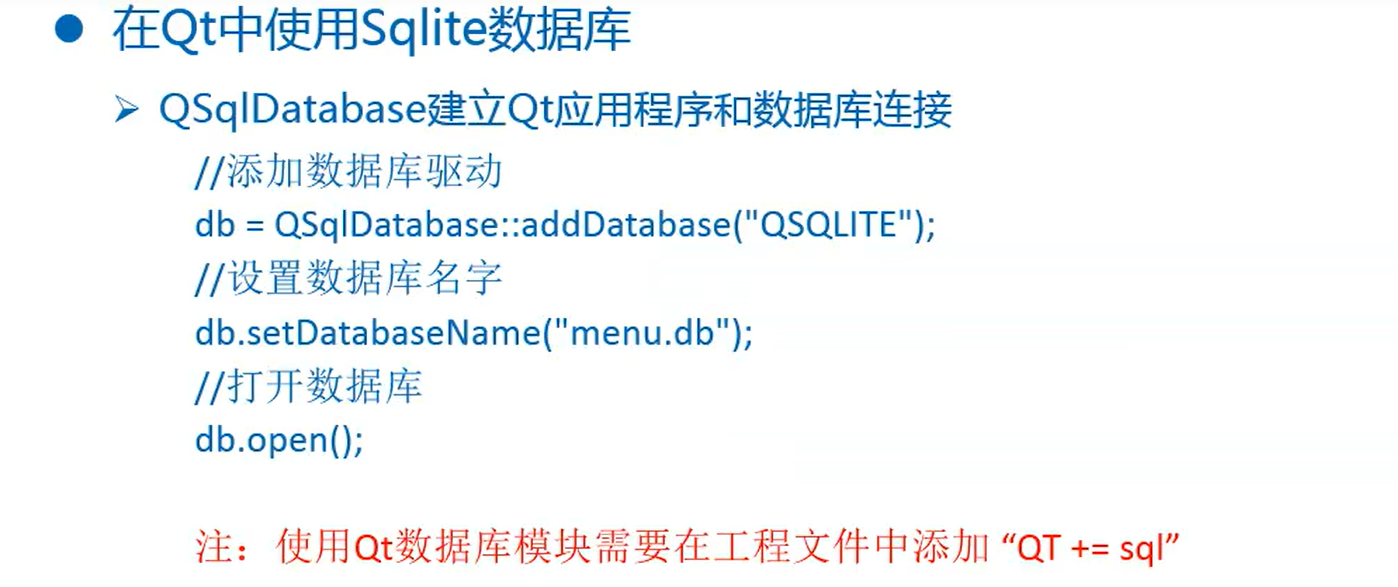 在Qt中使用Sqlite数据库
QSqlDatabase建立Qt应用程序和数据库连接
//添加数据库驱动
db = QSqlDatabase::addDatabase("QSQLITE");
//设置数据库名字
db.setDatabaseName("menu.db");
//打开数据库
db.open();
注：使用Qt数据库模块需要在工程文件中添加 “QT += sql”